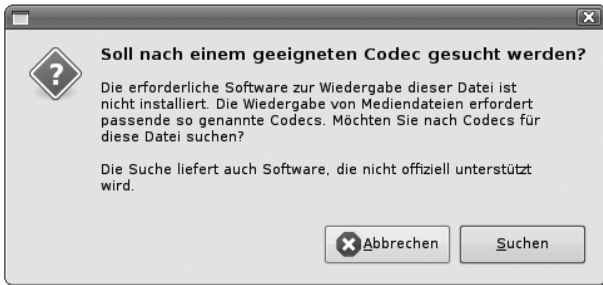 Soll nach einem geeigneten Codec gesucht werden?
Die erforderliche Software zur Wiedergabe dieser Datei ist
nicht installiert. Die Wiedergabe von Mediendateien erfordert
passende so genannte Codecs. Möchten Sie nach Codecs für
diese Datei suchen?
Die Suche liefert auch Software, die nicht offiziell unterstützt
wird.
Abbrechen
Suchen